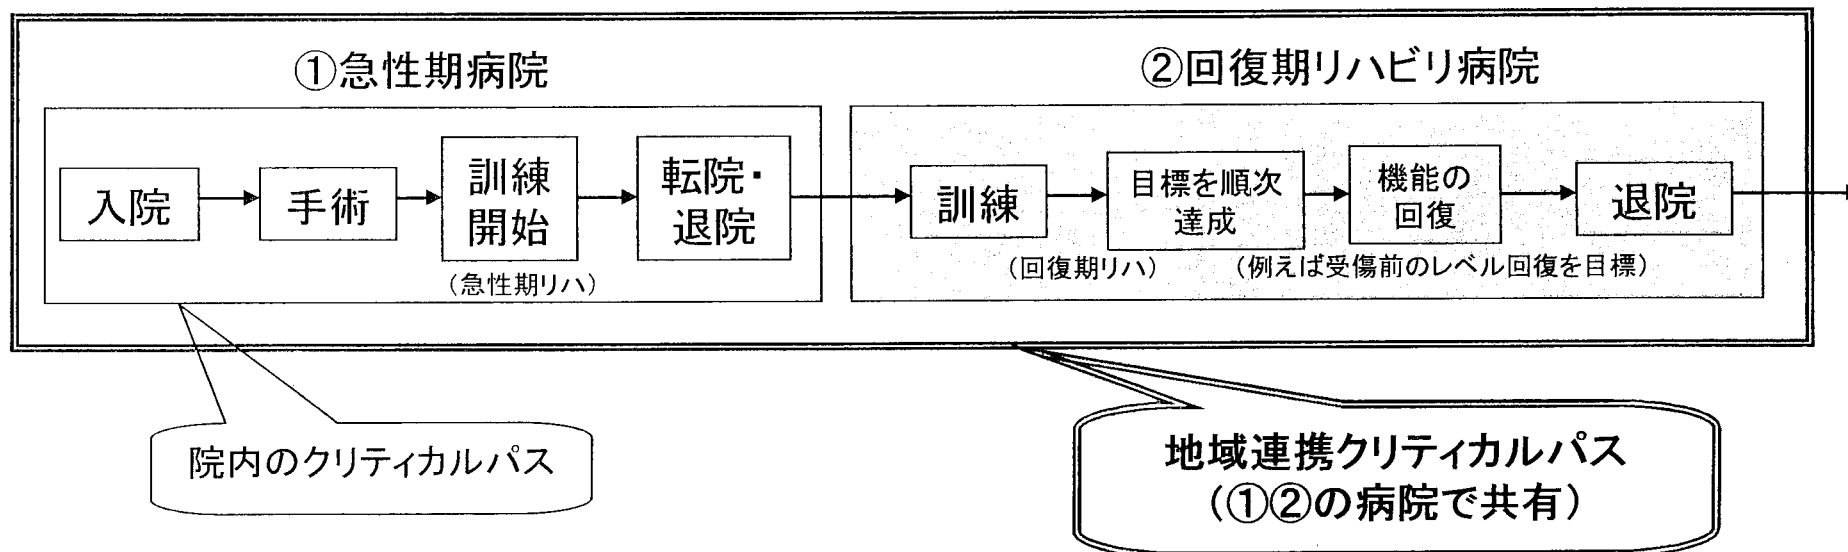 ①急性期病院
入院
手術
訓練
開始
(急性期リハ)
転院・
退院
②回復期リハビリ病院
訓練
(回復期リハ)
目標を順次
達成
機能の
回復
(例えば受傷前のレベル回復を目標)
退院
院内のクリティカルパス
地域連携クリティカルパス
(①②の病院で共有)